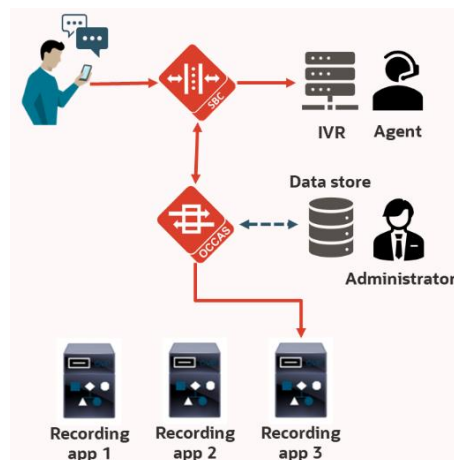 SBC
IVR Agent
Data store
OCCAS
Administrator
Recording
app 1
Recording
app 2
Recording
app 3